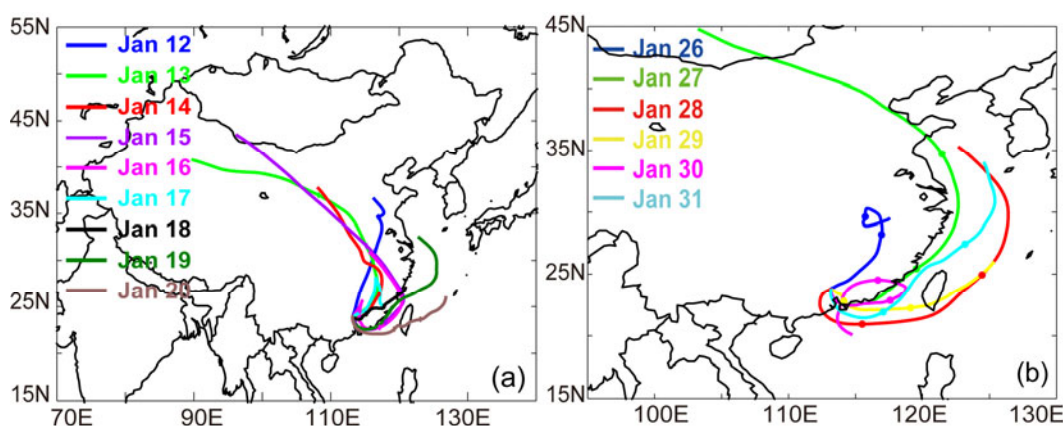 55N
45N
35N
25N
15N
70E 90E 110E 130E
Jan 12
Jan 13
Jan 14
Jan 15
Jan 16
Jan 17
Jan 18
Jan 19
Jan 20
(a)
45N
35N
25N
15N
100E 110E 120E 130E
Jan 26
Jan 27
Jan 28
Jan 29
Jan 30
Jan 31
(b)